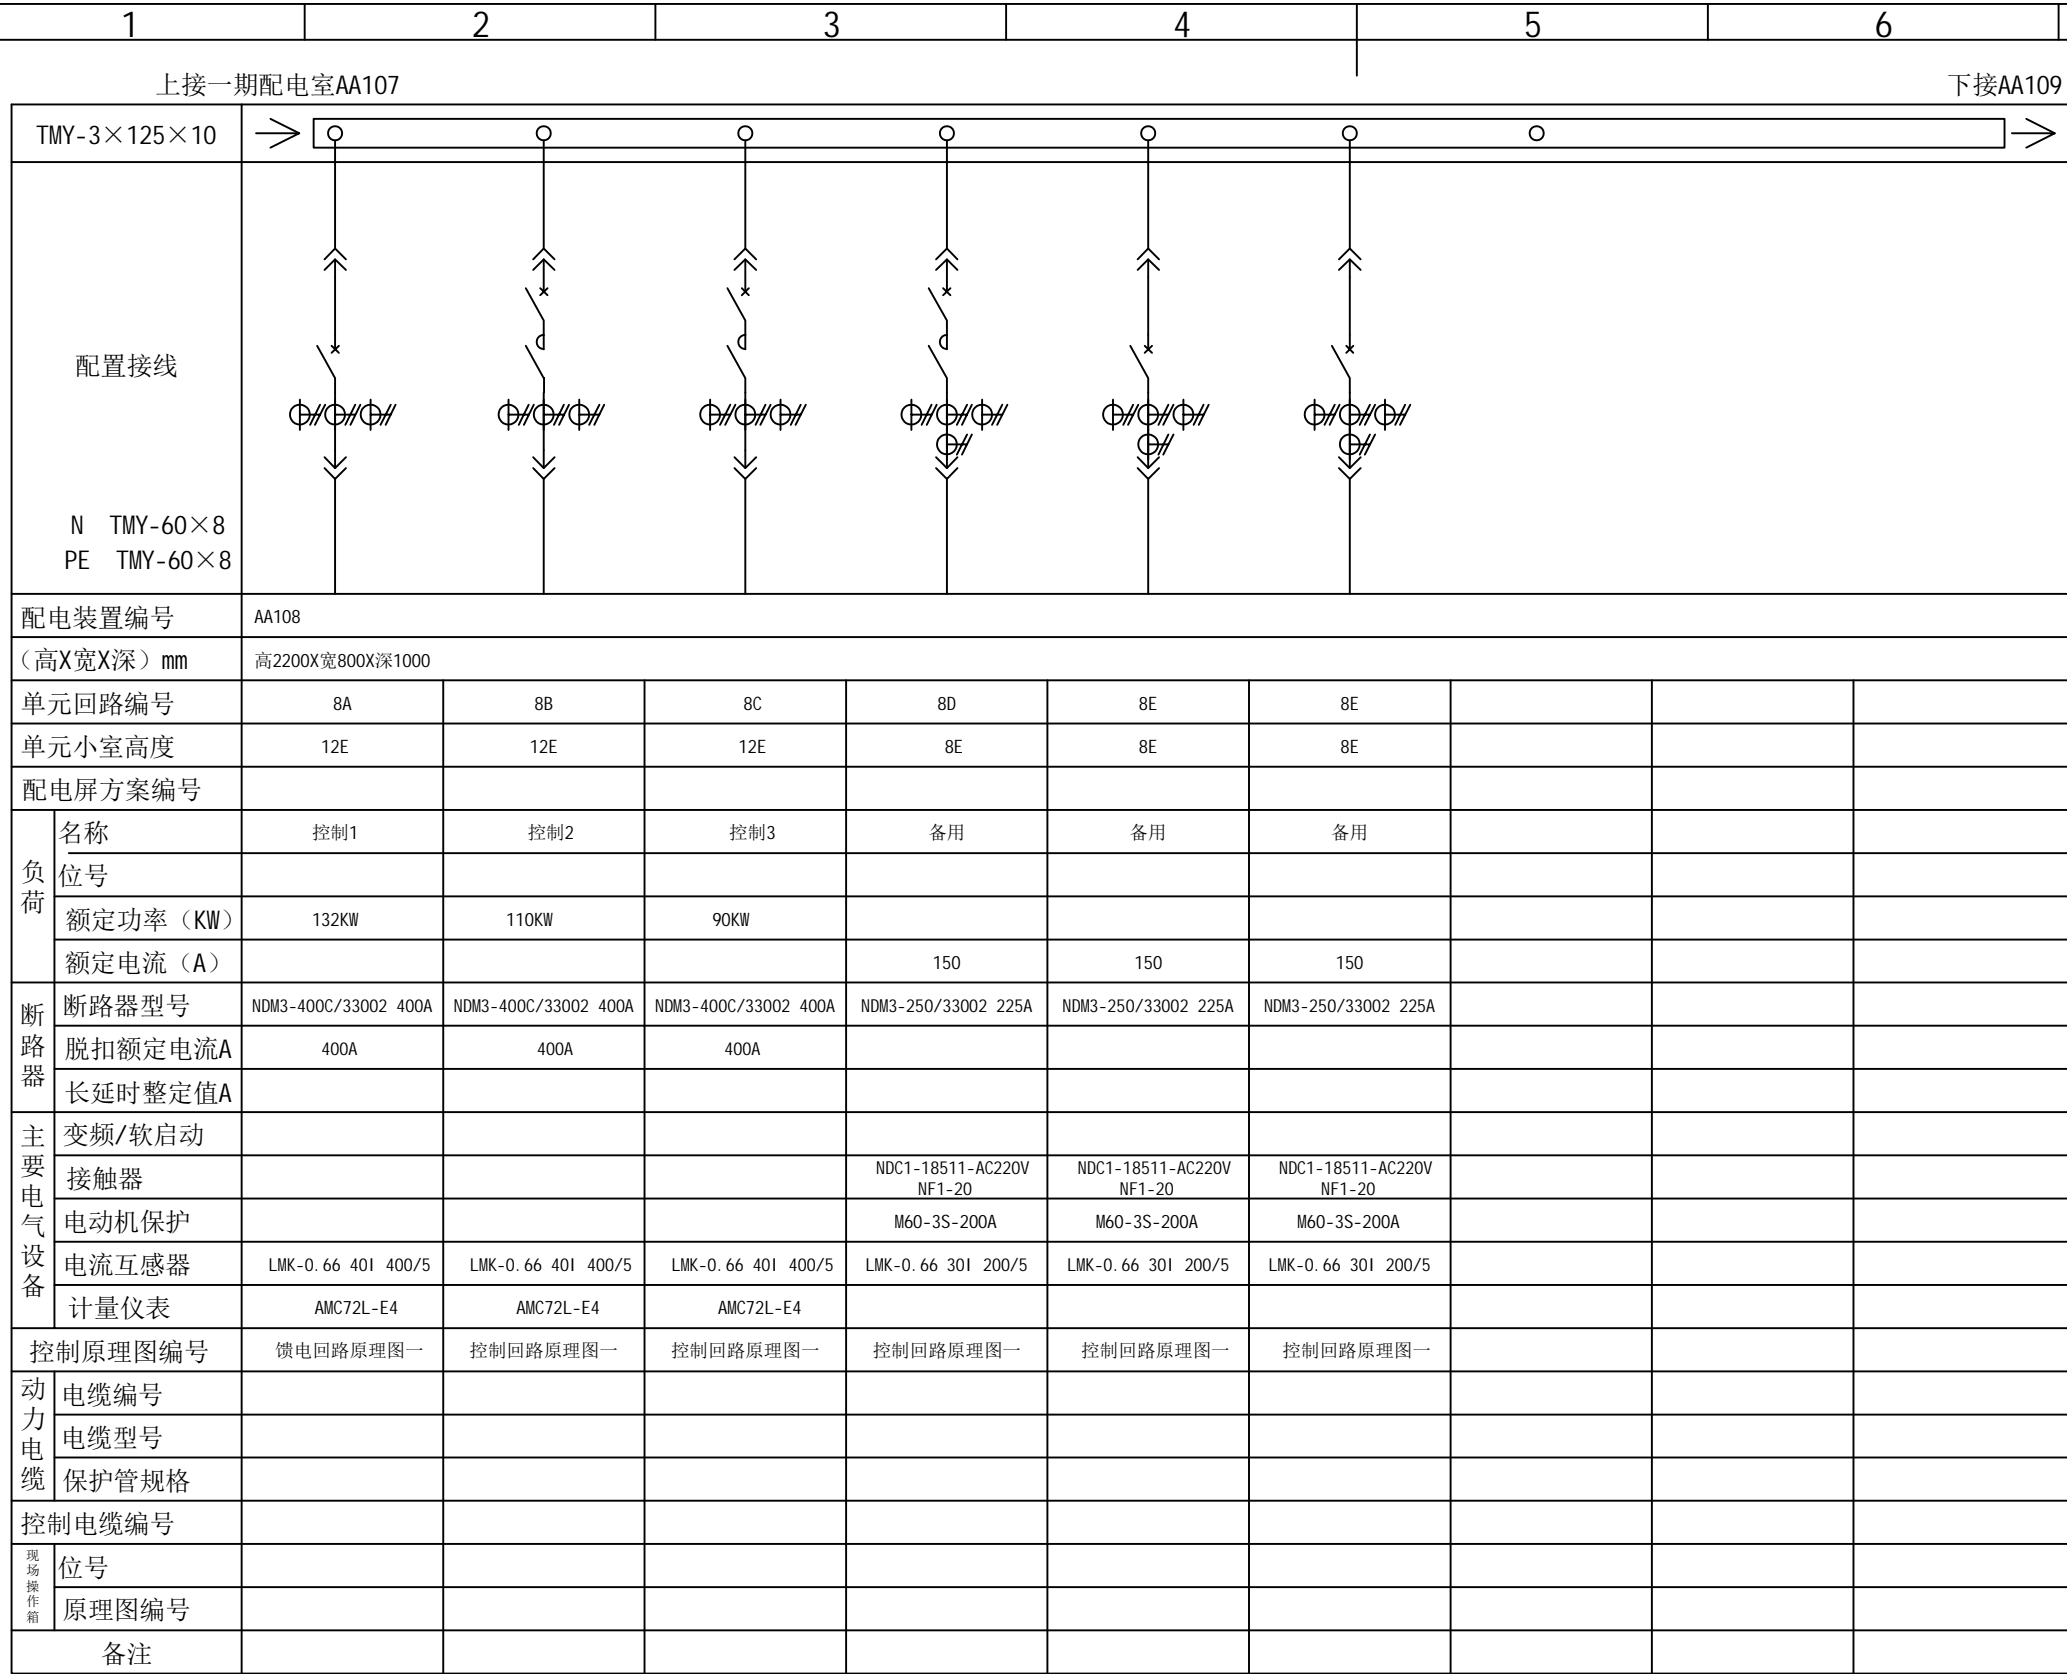 1 2 3 4 5 6
上接一期配电室AA107 下接AA109
TMY-3×125×10
配置接线
N TMY-60×8
PE TMY-60×8
配电装置编号 AA108
（高X宽X深）mm 高2200X宽800X深1000
单元回路编号 8A 8B 8C 8D 8E 8E
单元小室高度 12E 12E 12E 8E 8E 8E
配电屏方案编号
负荷
名称 控制1 控制2 控制3 备用 备用 备用
位号
额定功率（KW） 132KW 110KW 90KW
额定电流（A） 150 150 150
断路器
断路器型号 NDM3-400C/33002 400A NDM3-400C/33002 400A NDM3-400C/33002 400A NDM3-250/33002 225A NDM3-250/33002 225A NDM3-250/33002 225A
脱扣额定电流A 400A 400A 400A
长延时整定值A
主要电气设备
变频/软启动
接触器 NDC1-18511-AC220V NDC1-18511-AC220V NDC1-18511-AC220V
NF1-20 NF1-20 NF1-20
电动机保护 M60-3S-200A M60-3S-200A M60-3S-200A
电流互感器 LMK-0.66 40I 400/5 LMK-0.66 40I 400/5 LMK-0.66 40I 400/5 LMK-0.66 30I 200/5 LMK-0.66 30I 200/5 LMK-0.66 30I 200/5
计量仪表 AMC72L-E4 AMC72L-E4 AMC72L-E4
控制原理图编号 馈电回路原理图一 控制回路原理图一 控制回路原理图一 控制回路原理图一 控制回路原理图一 控制回路原理图一
动力电缆
电缆编号
电缆型号
保护管规格
控制电缆编号
现场操作箱
位号
原理图编号
备注